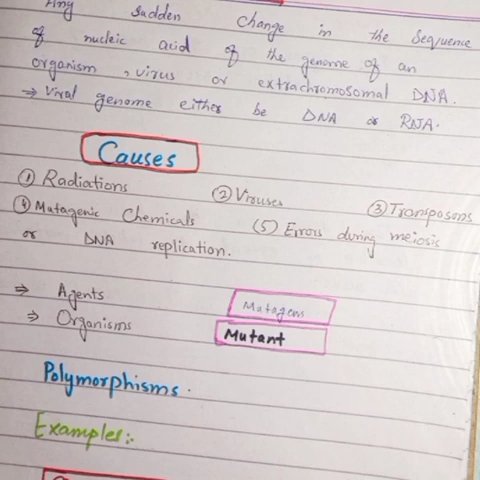 Any sudden change in the sequence
of nucleic acid of the genome of an
organism , virus or extrachromosomal DNA.
⇒ Viral genome either be DNA or RNA.
Causes
① Radiations ② Viruses ③ Transposons
④ Mutagenic Chemicals (5) Errors during meiosis
or DNA replication.
⇒ Agents Mutagens
⇒ Organisms Mutant
Polymorphisms.
Examples:-